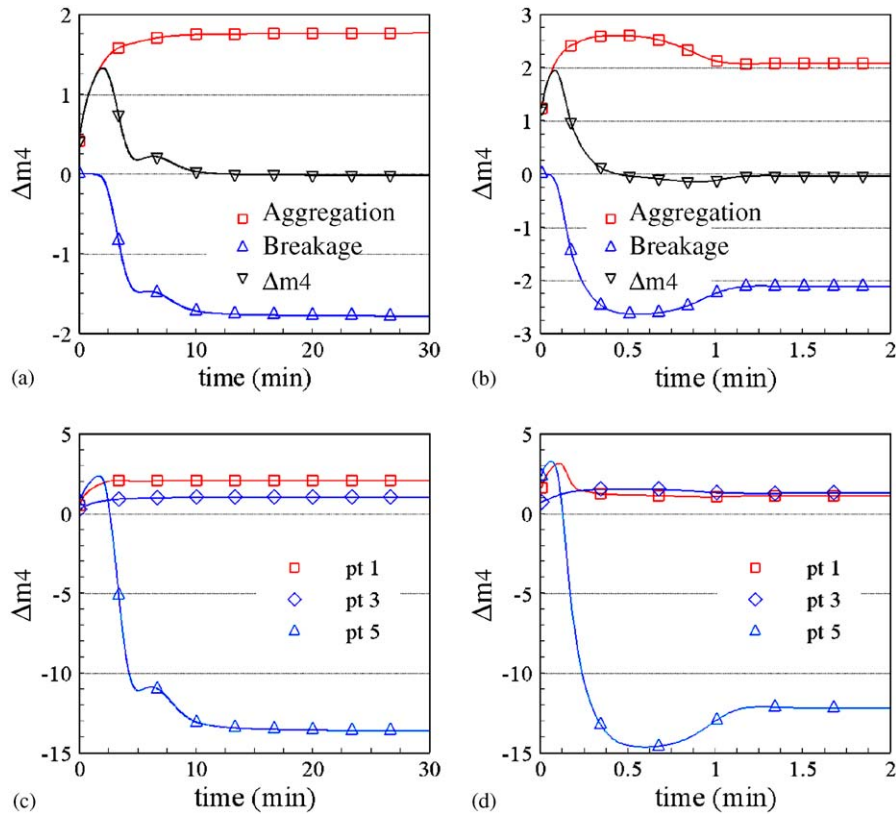 2
1
0
-1
-2
Δm4
Aggregation
Breakage
Δm4
0
10
20
30
time (min)
(a)
3
2
1
0
-1
-2
-3
Δm4
Aggregation
Breakage
Δm4
0
0.5
1
1.5
2
time (min)
(b)
5
0
-5
-10
-15
Δm4
pt 1
pt 3
pt 5
0
10
20
30
time (min)
(c)
5
0
-5
-10
-15
Δm4
pt 1
pt 3
pt 5
0
0.5
1
1.5
2
time (min)
(d)